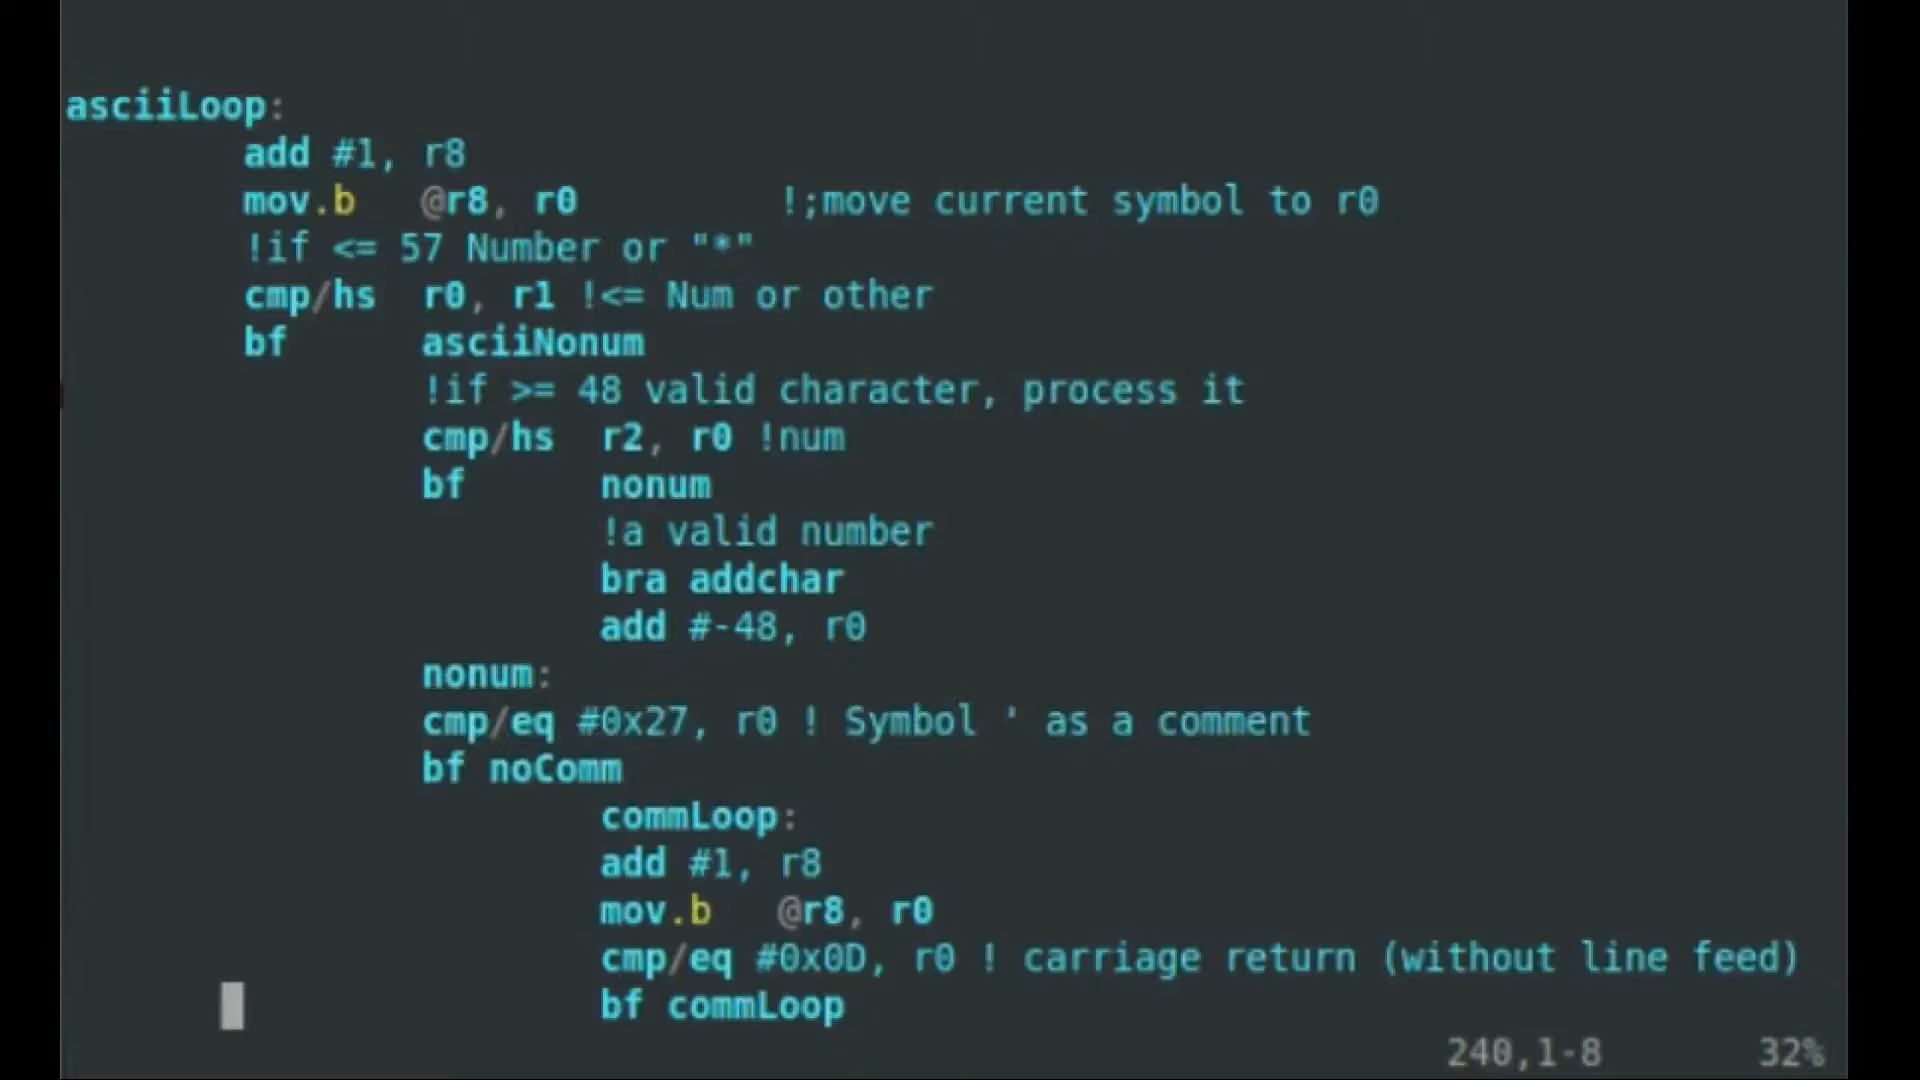 asciiLoop:
add #1, r8
mov.b @r8, r0 !;move current symbol to r0
!if <= 57 Number or "*"
cmp/hs r0, r1 !<= Num or other
bf asciiNonum
!if >= 48 valid character, process it
cmp/hs r2, r0 !num
bf nonum
!a valid number
bra addchar
add #-48, r0
nonum:
cmp/eq #0x27, r0 ! Symbol ' as a comment
bf noComm
commLoop:
add #1, r8
mov.b @r8, r0
cmp/eq #0x0D, r0 ! carriage return (without line feed)
bf commLoop
240,1-8 32%